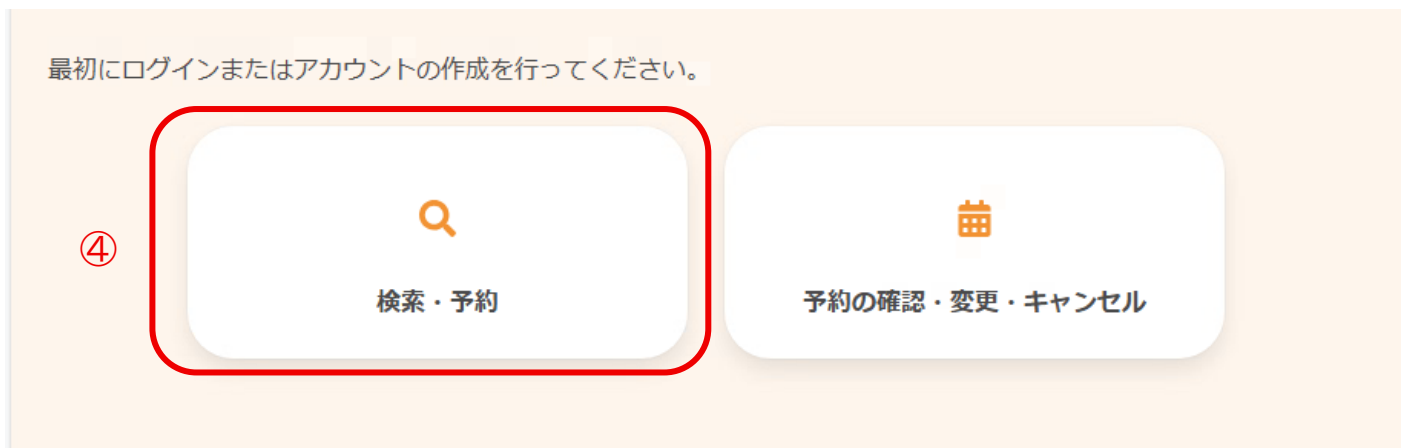 最初にログインまたはアカウントの作成を行ってください。
④
検索・予約
予約の確認・変更・キャンセル